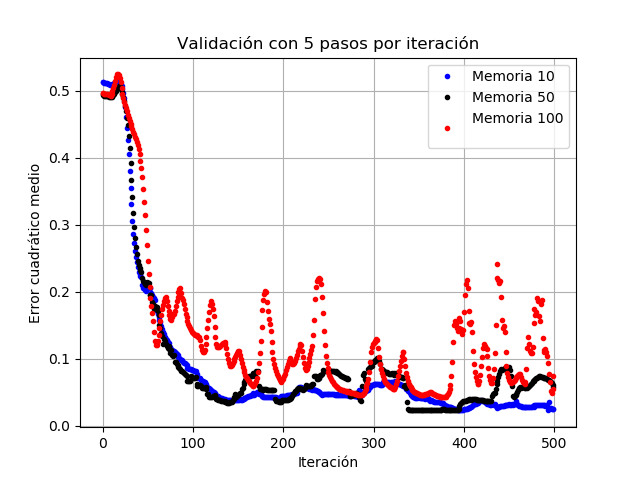 Validación con 5 pasos por iteración
Memoria 10
Memoria 50
Memoria 100
Error cuadrático medio
0.5
0.4
0.3
0.2
0.1
0.0
0 100 200 300 400 500
Iteración